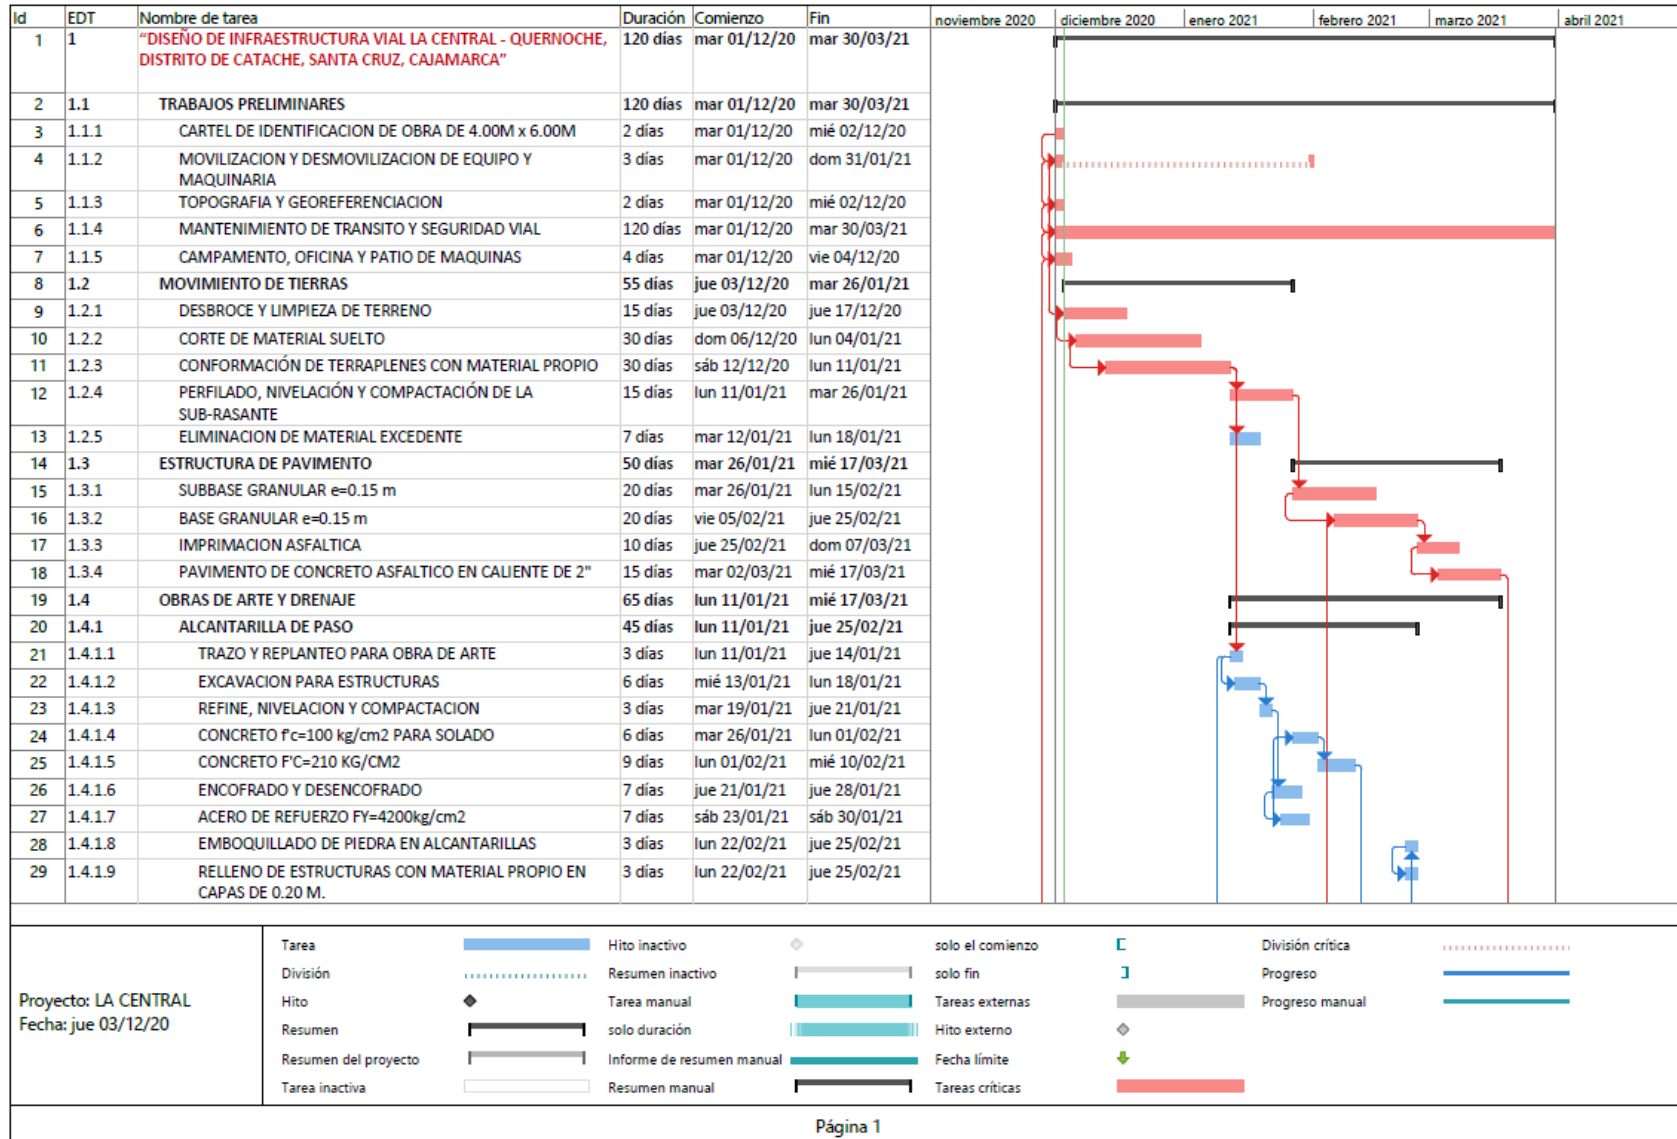 Id EDT Nombre de tarea Duración Comienzo Fin noviembre 2020 diciembre 2020 enero 2021 febrero 2021 marzo 2021 abril 2021
1 1 “DISEÑO DE INFRAESTRUCTURA VIAL LA CENTRAL - QUERNOCHE, 120 días mar 01/12/20 mar 30/03/21
DISTRITO DE CATACHE, SANTA CRUZ, CAJAMARCA”
2 1.1 TRABAJOS PRELIMINARES 120 días mar 01/12/20 mar 30/03/21
3 1.1.1 CARTEL DE IDENTIFICACION DE OBRA DE 4.00M x 6.00M 2 días mar 01/12/20 mié 02/12/20
4 1.1.2 MOVILIZACION Y DESMOVILIZACION DE EQUIPO Y 3 días mar 01/12/20 dom 31/01/21
MAQUINARIA
5 1.1.3 TOPOGRAFIA Y GEOREFERENCIACION 2 días mar 01/12/20 mié 02/12/20
6 1.1.4 MANTENIMIENTO DE TRANSITO Y SEGURIDAD VIAL 120 días mar 01/12/20 mar 30/03/21
7 1.1.5 CAMPAMENTO, OFICINA Y PATIO DE MAQUINAS 4 días mar 01/12/20 vie 04/12/20
8 1.2 MOVIMIENTO DE TIERRAS 55 días jue 03/12/20 mar 26/01/21
9 1.2.1 DESBROCE Y LIMPIEZA DE TERRENO 15 días jue 03/12/20 jue 17/12/20
10 1.2.2 CORTE DE MATERIAL SUELTO 30 días dom 06/12/20 lun 04/01/21
11 1.2.3 CONFORMACIÓN DE TERRAPLENES CON MATERIAL PROPIO 30 días sáb 12/12/20 lun 11/01/21
12 1.2.4 PERFILADO, NIVELACIÓN Y COMPACTACIÓN DE LA 15 días lun 11/01/21 mar 26/01/21
SUB-RASANTE
13 1.2.5 ELIMINACION DE MATERIAL EXCEDENTE 7 días mar 12/01/21 lun 18/01/21
14 1.3 ESTRUCTURA DE PAVIMENTO 50 días mar 26/01/21 mié 17/03/21
15 1.3.1 SUBBASE GRANULAR e=0.15 m 20 días mar 26/01/21 lun 15/02/21
16 1.3.2 BASE GRANULAR e=0.15 m 20 días vie 05/02/21 jue 25/02/21
17 1.3.3 IMPRIMACION ASFALTICA 10 días jue 25/02/21 dom 07/03/21
18 1.3.4 PAVIMENTO DE CONCRETO ASFALTICO EN CALIENTE DE 2" 15 días mar 02/03/21 mié 17/03/21
19 1.4 OBRAS DE ARTE Y DRENAJE 65 días lun 11/01/21 mié 17/03/21
20 1.4.1 ALCANTARILLA DE PASO 45 días lun 11/01/21 jue 25/02/21
21 1.4.1.1 TRAZO Y REPLANTEO PARA OBRA DE ARTE 3 días lun 11/01/21 jue 14/01/21
22 1.4.1.2 EXCAVACION PARA ESTRUCTURAS 6 días mié 13/01/21 lun 18/01/21
23 1.4.1.3 REFINE, NIVELACION Y COMPACTACION 3 días mar 19/01/21 jue 21/01/21
24 1.4.1.4 CONCRETO f'c=100 kg/cm2 PARA SOLADO 6 días mar 26/01/21 lun 01/02/21
25 1.4.1.5 CONCRETO F'C=210 KG/CM2 9 días lun 01/02/21 mié 10/02/21
26 1.4.1.6 ENCOFRADO Y DESENCOFRADO 7 días jue 21/01/21 jue 28/01/21
27 1.4.1.7 ACERO DE REFUERZO FY=4200kg/cm2 7 días sáb 23/01/21 sáb 30/01/21
28 1.4.1.8 EMBOQUILLADO DE PIEDRA EN ALCANTARILLAS 3 días lun 22/02/21 jue 25/02/21
29 1.4.1.9 RELLENO DE ESTRUCTURAS CON MATERIAL PROPIO EN 3 días lun 22/02/21 jue 25/02/21
CAPAS DE 0.20 M.
Proyecto: LA CENTRAL
Fecha: jue 03/12/20
Tarea Hito inactivo solo el comienzo División crítica
División Resumen inactivo solo fin Progreso
Hito Tarea manual Tareas externas Progreso manual
Resumen solo duración Hito externo
Resumen del proyecto Informe de resumen manual Fecha límite
Tarea inactiva Resumen manual Tareas críticas
Página 1